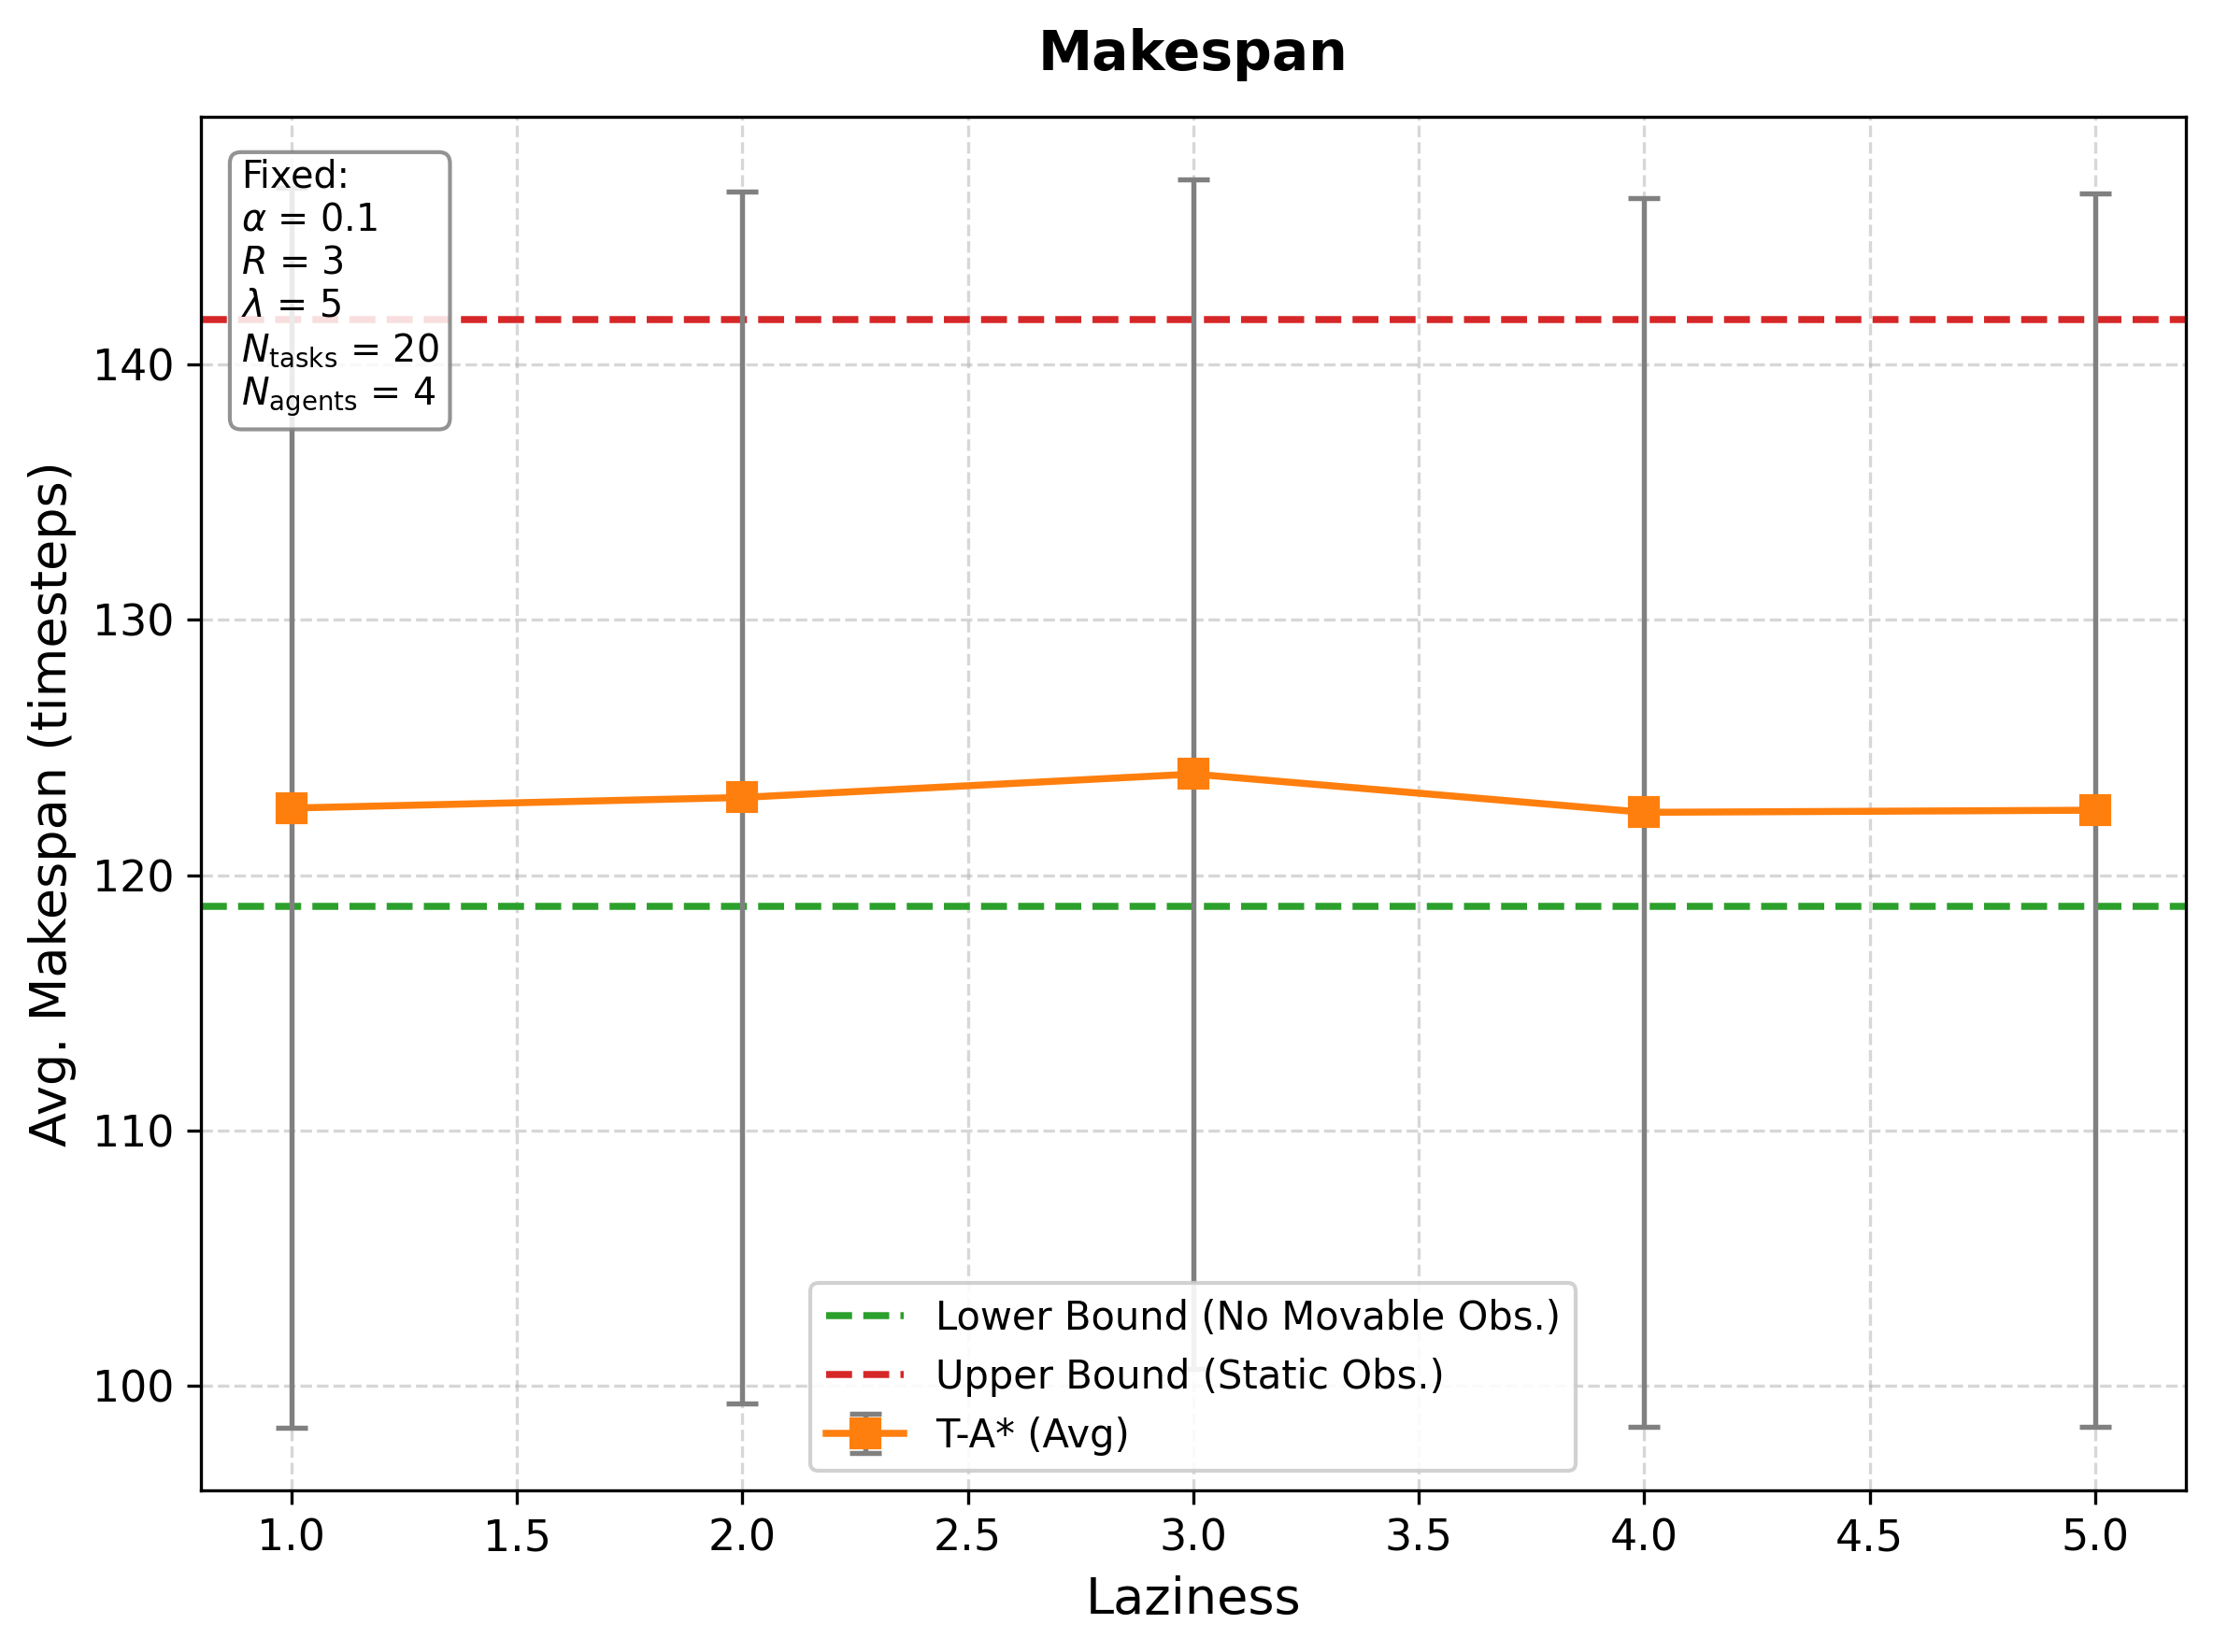 Makespan
Fixed:
α = 0.1
R = 3
λ = 5
N_tasks = 20
N_agents = 4
Avg. Makespan (timesteps)
140
130
120
110
100
Lower Bound (No Movable Obs.)
Upper Bound (Static Obs.)
T-A* (Avg)
1.0 1.5 2.0 2.5 3.0 3.5 4.0 4.5 5.0
Laziness